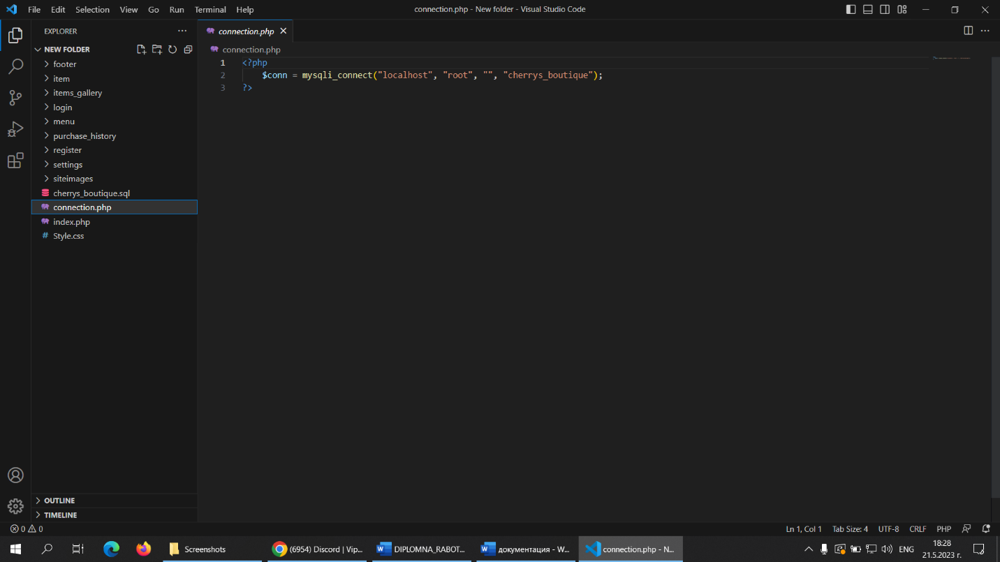 File Edit Selection View Go Run Terminal Help
connection.php - New folder - Visual Studio Code
EXPLORER
NEW FOLDER
footer
item
items_gallery
login
menu
purchase_history
register
settings
siteimages
cherrys_boutique.sql
connection.php
index.php
# Style.css
OUTLINE
TIMELINE
connection.php
connection.php
1 <?php
2 $conn = mysqli_connect("localhost", "root", "", "cherrys_boutique");
3 ?>
0 0
Ln 1, Col 1 Tab Size: 4 UTF-8 CRLF PHP
Screenshots
(6954) Discord | Vip...
DIPLOMNA_RABOT...
документация - W...
connection.php - N...
ENG
18:28
21.5.2023 г.